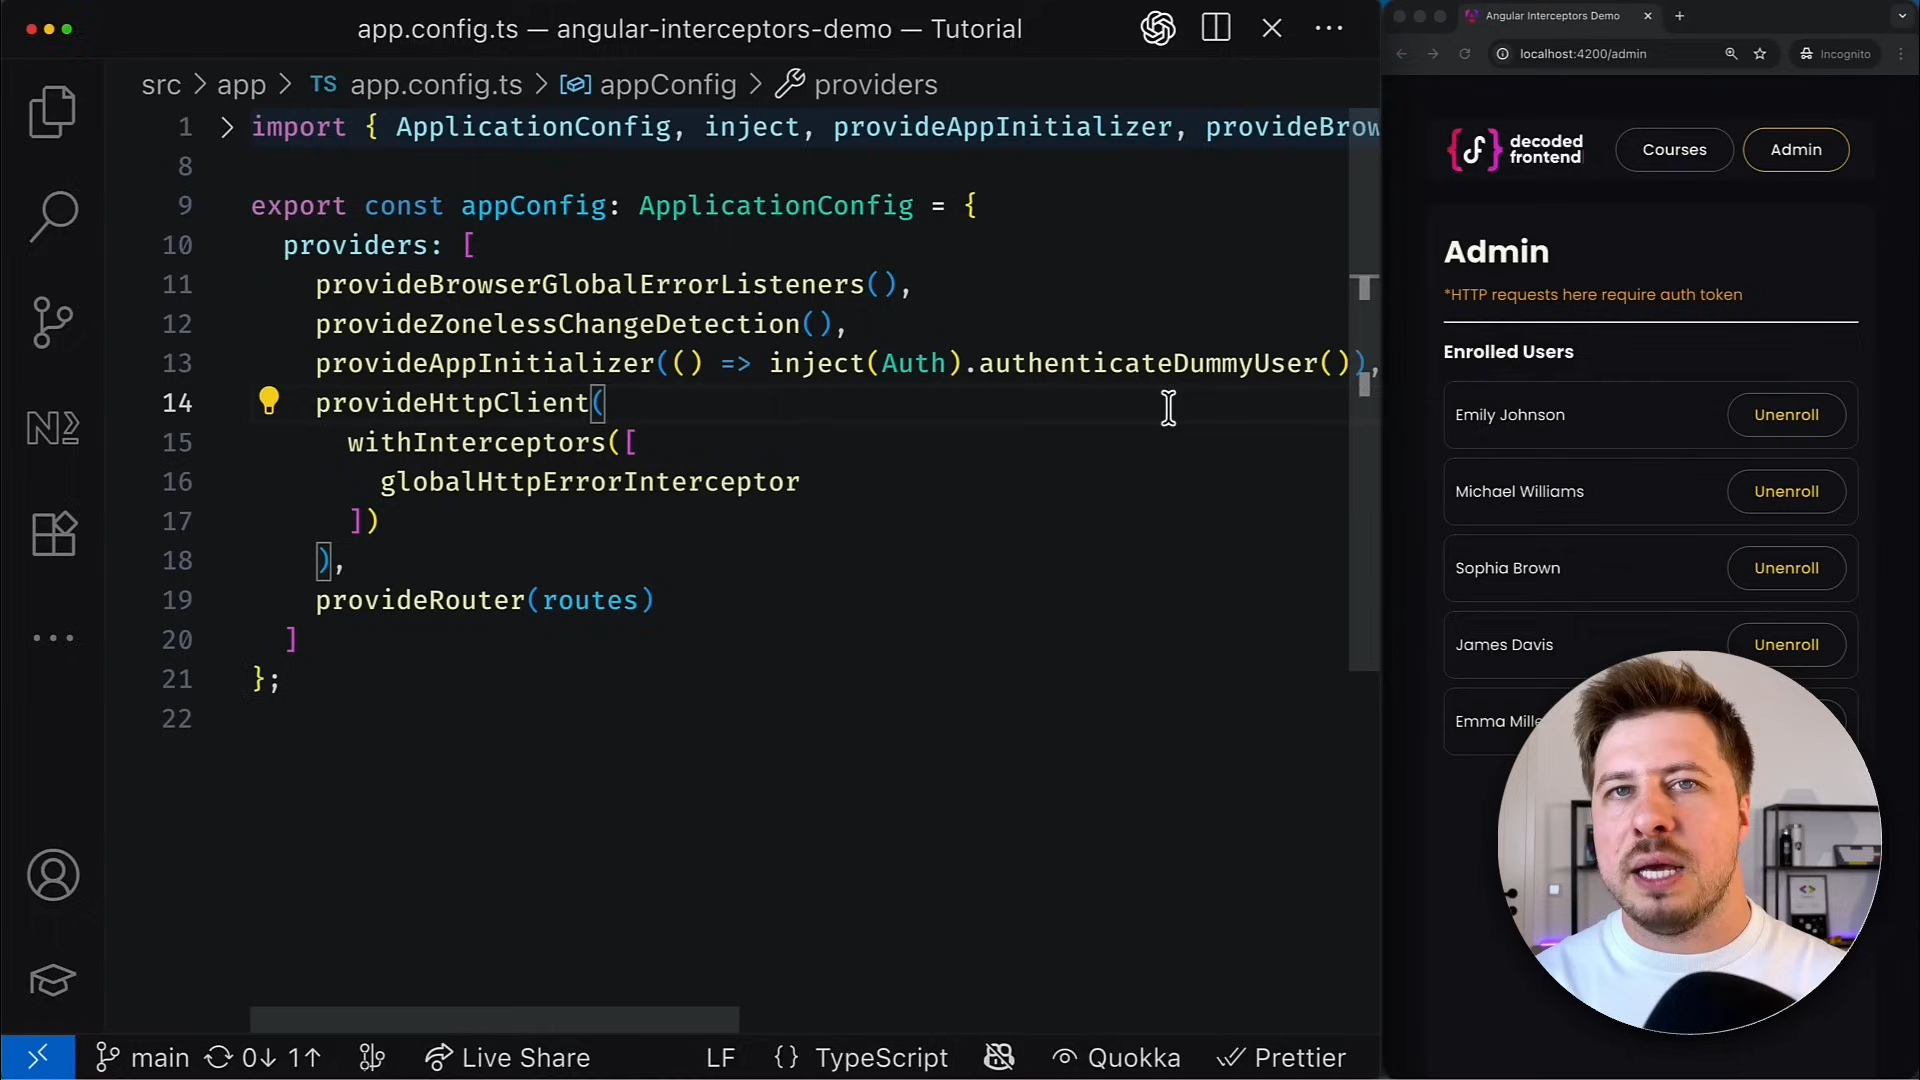 app.config.ts — angular-interceptors-demo — Tutorial
src > app > TS app.config.ts > appConfig > providers
1 > import { ApplicationConfig, inject, provideAppInitializer, provideBrow
8
9 export const appConfig: ApplicationConfig = {
10 providers: [
11 provideBrowserGlobalErrorListeners(),
12 provideZonelessChangeDetection(),
13 provideAppInitializer(() => inject(Auth).authenticateDummyUser()),
14 provideHttpClient(
15 withInterceptors([
16 globalHttpErrorInterceptor
17 ])
18 ),
19 provideRouter(routes)
20 ]
21 };
22
main 0↓ 1↑ Live Share LF {} TypeScript Quokka Prettier
Angular Interceptors Demo
localhost:4200/admin Incognito
decoded
frontend
Courses Admin
Admin
*HTTP requests here require auth token
Enrolled Users
Emily Johnson Unenroll
Michael Williams Unenroll
Sophia Brown Unenroll
James Davis Unenroll
Emma Mille